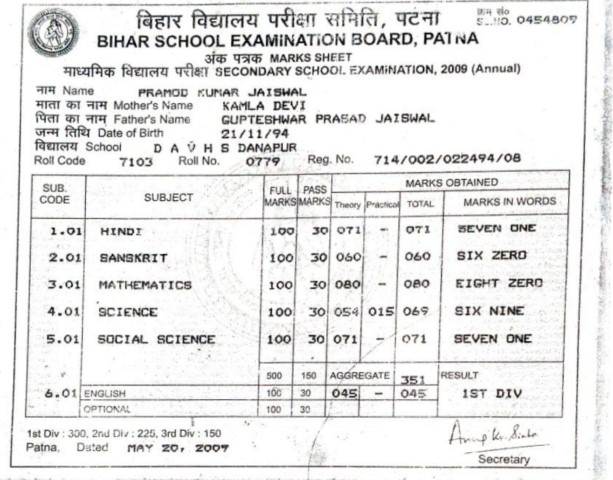 बिहार विद्यालय परीक्षा समिति, पटना
क्रम सं०
S. NO. 0454807
BIHAR SCHOOL EXAMINATION BOARD, PATNA
अंक पत्रक MARKS SHEET
माध्यमिक विद्यालय परीक्षा SECONDARY SCHOOL EXAMINATION, 2009 (Annual)
नाम Name PRAMOD KUMAR JAISWAL
माता का नाम Mother's Name KAMLA DEVI
पिता का नाम Father's Name GUPTESHWAR PRASAD JAISWAL
जन्म तिथि Date of Birth 21/11/94
विद्यालय School D A V H S DANAPUR
Roll Code 7103 Roll No. 0779 Reg. No. 714/002/022494/08
SUB. CODE SUBJECT FULL MARKS PASS MARKS MARKS OBTAINED
Theory Practical TOTAL MARKS IN WORDS
1.01 HINDI 100 30 071 - 071 SEVEN ONE
2.01 SANSKRIT 100 30 060 - 060 SIX ZERO
3.01 MATHEMATICS 100 30 080 - 080 EIGHT ZERO
4.01 SCIENCE 100 30 054 015 069 SIX NINE
5.01 SOCIAL SCIENCE 100 30 071 - 071 SEVEN ONE
500 150 AGGREGATE 351 RESULT
6.01 ENGLISH 100 30 045 - 045 1ST DIV
OPTIONAL 100 30
1st Div : 300, 2nd Div : 225, 3rd Div : 150
Patna, Dated MAY 20, 2009
Secretary